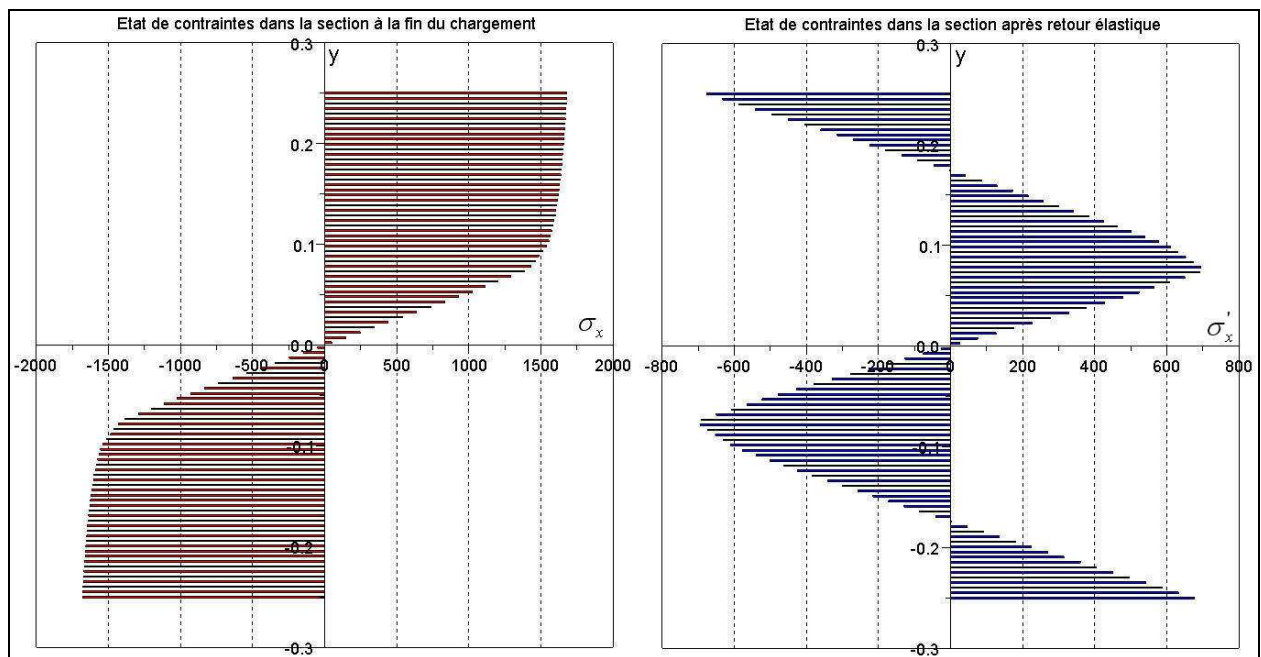 Etat de contraintes dans la section à la fin du chargement
0.3
y
0.2
0.1
σx
0.0
-2000 -1500 -1000 -500 0 500 1000 1500 2000
-0.1
-0.2
-0.3
Etat de contraintes dans la section après retour élastique
0.3
y
0.2
0.1
σ'x
0.0
-800 -600 -400 -200 0 200 400 600 800
-0.1
-0.2
-0.3